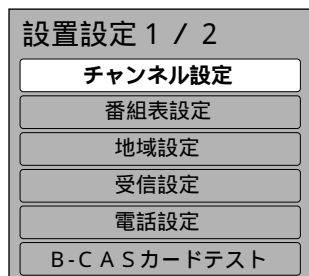 設置設定１／２
チャンネル設定
番組表設定
地域設定
受信設定
電話設定
Ｂ-ＣＡＳカードテスト